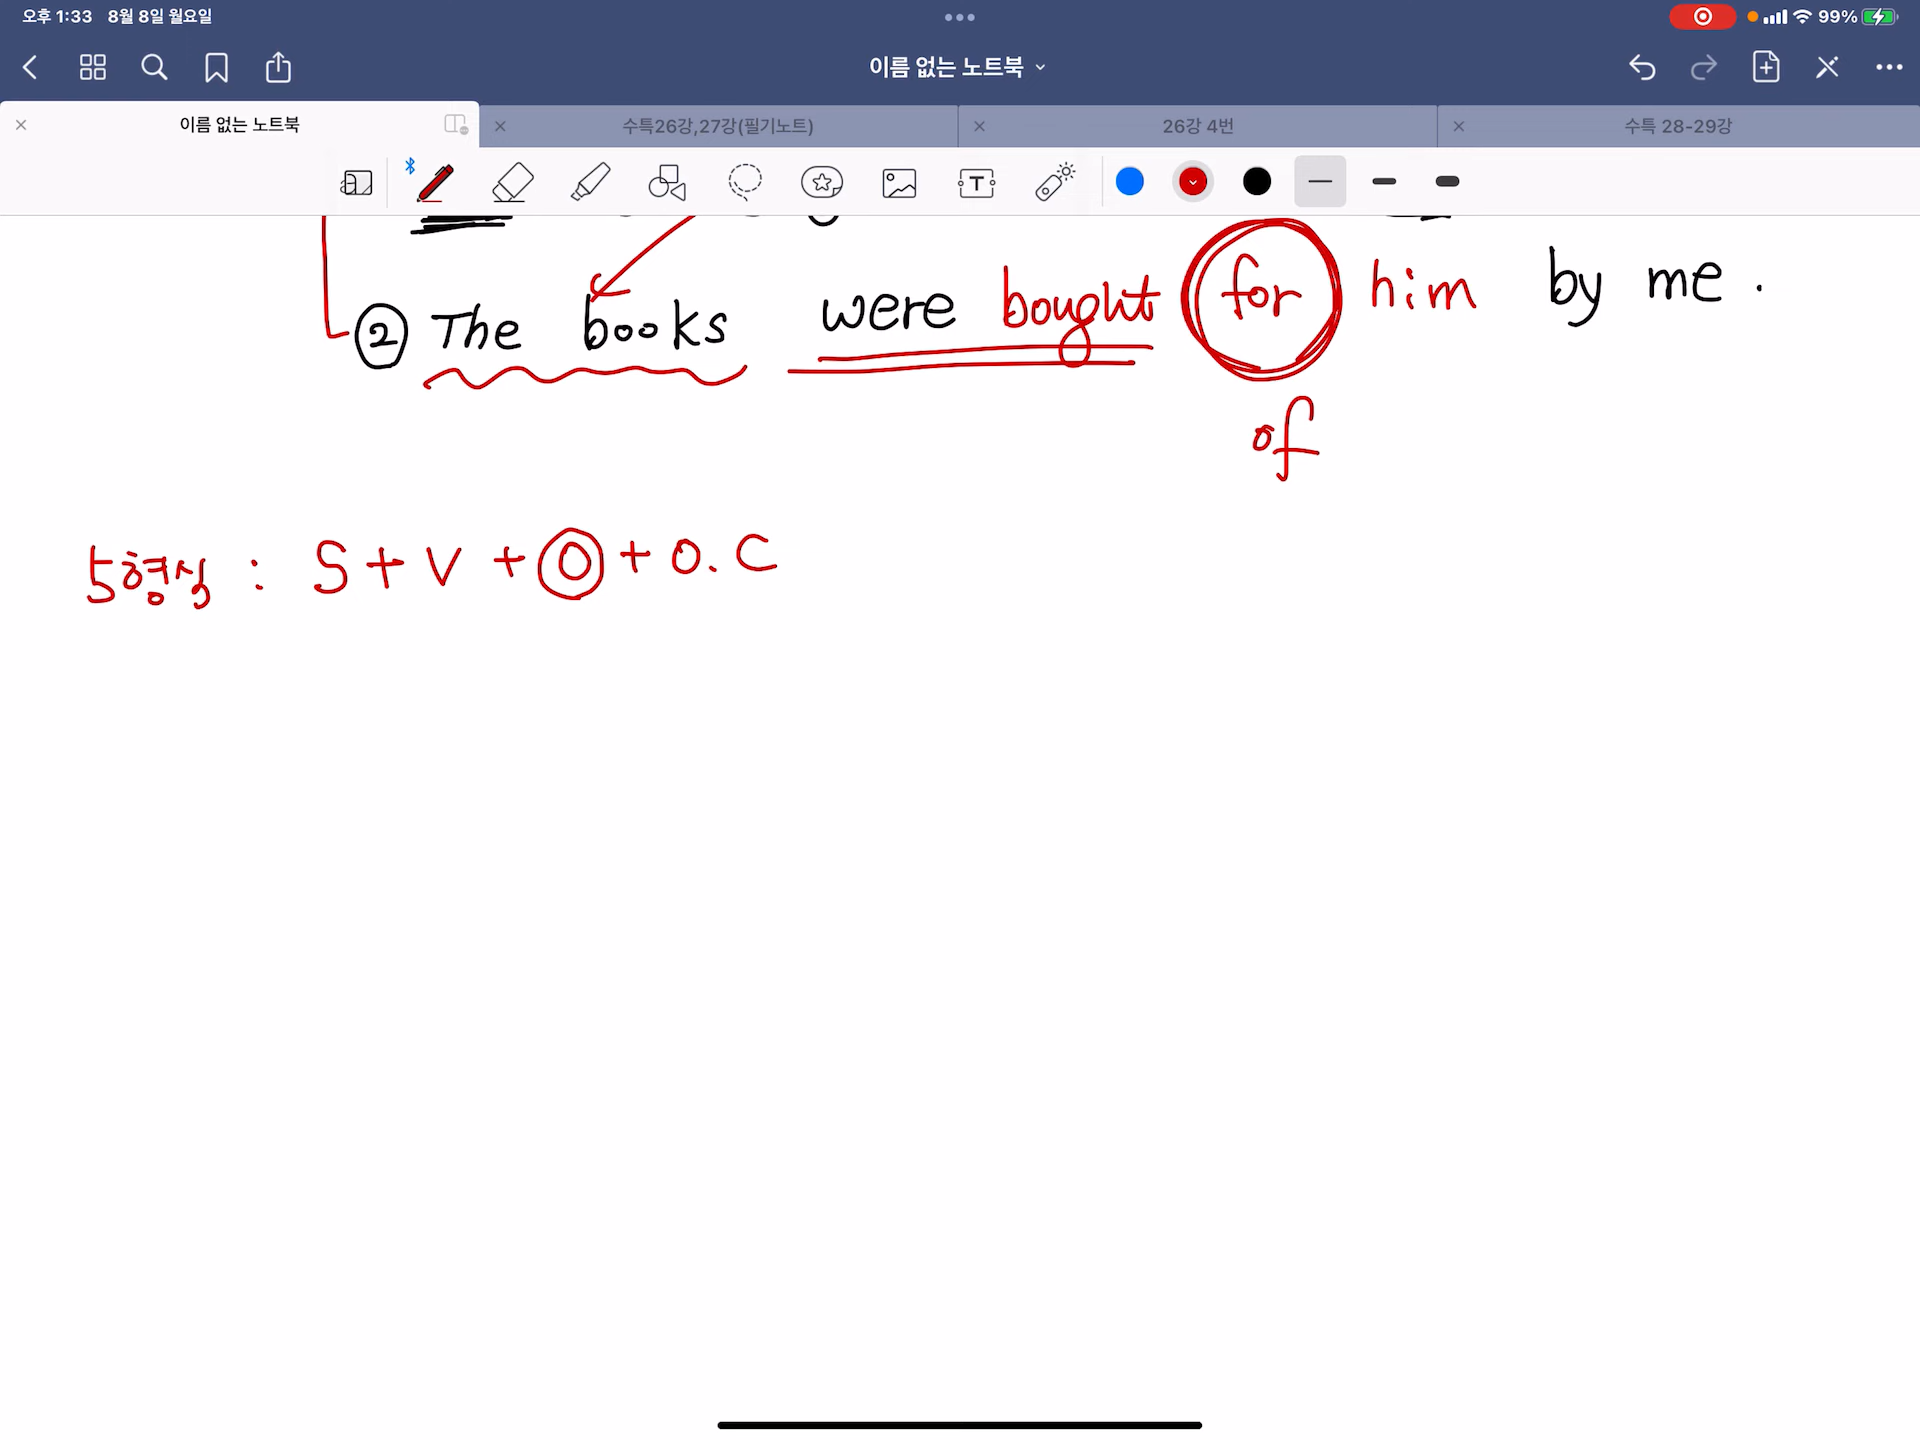 오후 1:33 8월 8일 월요일 99%
이름 없는 노트북
이름 없는 노트북 수특26강,27강(필기노트) 26강 4번 수특 28-29강
② The books were bought for him by me.
of
5형식 : S + V + O + O.C